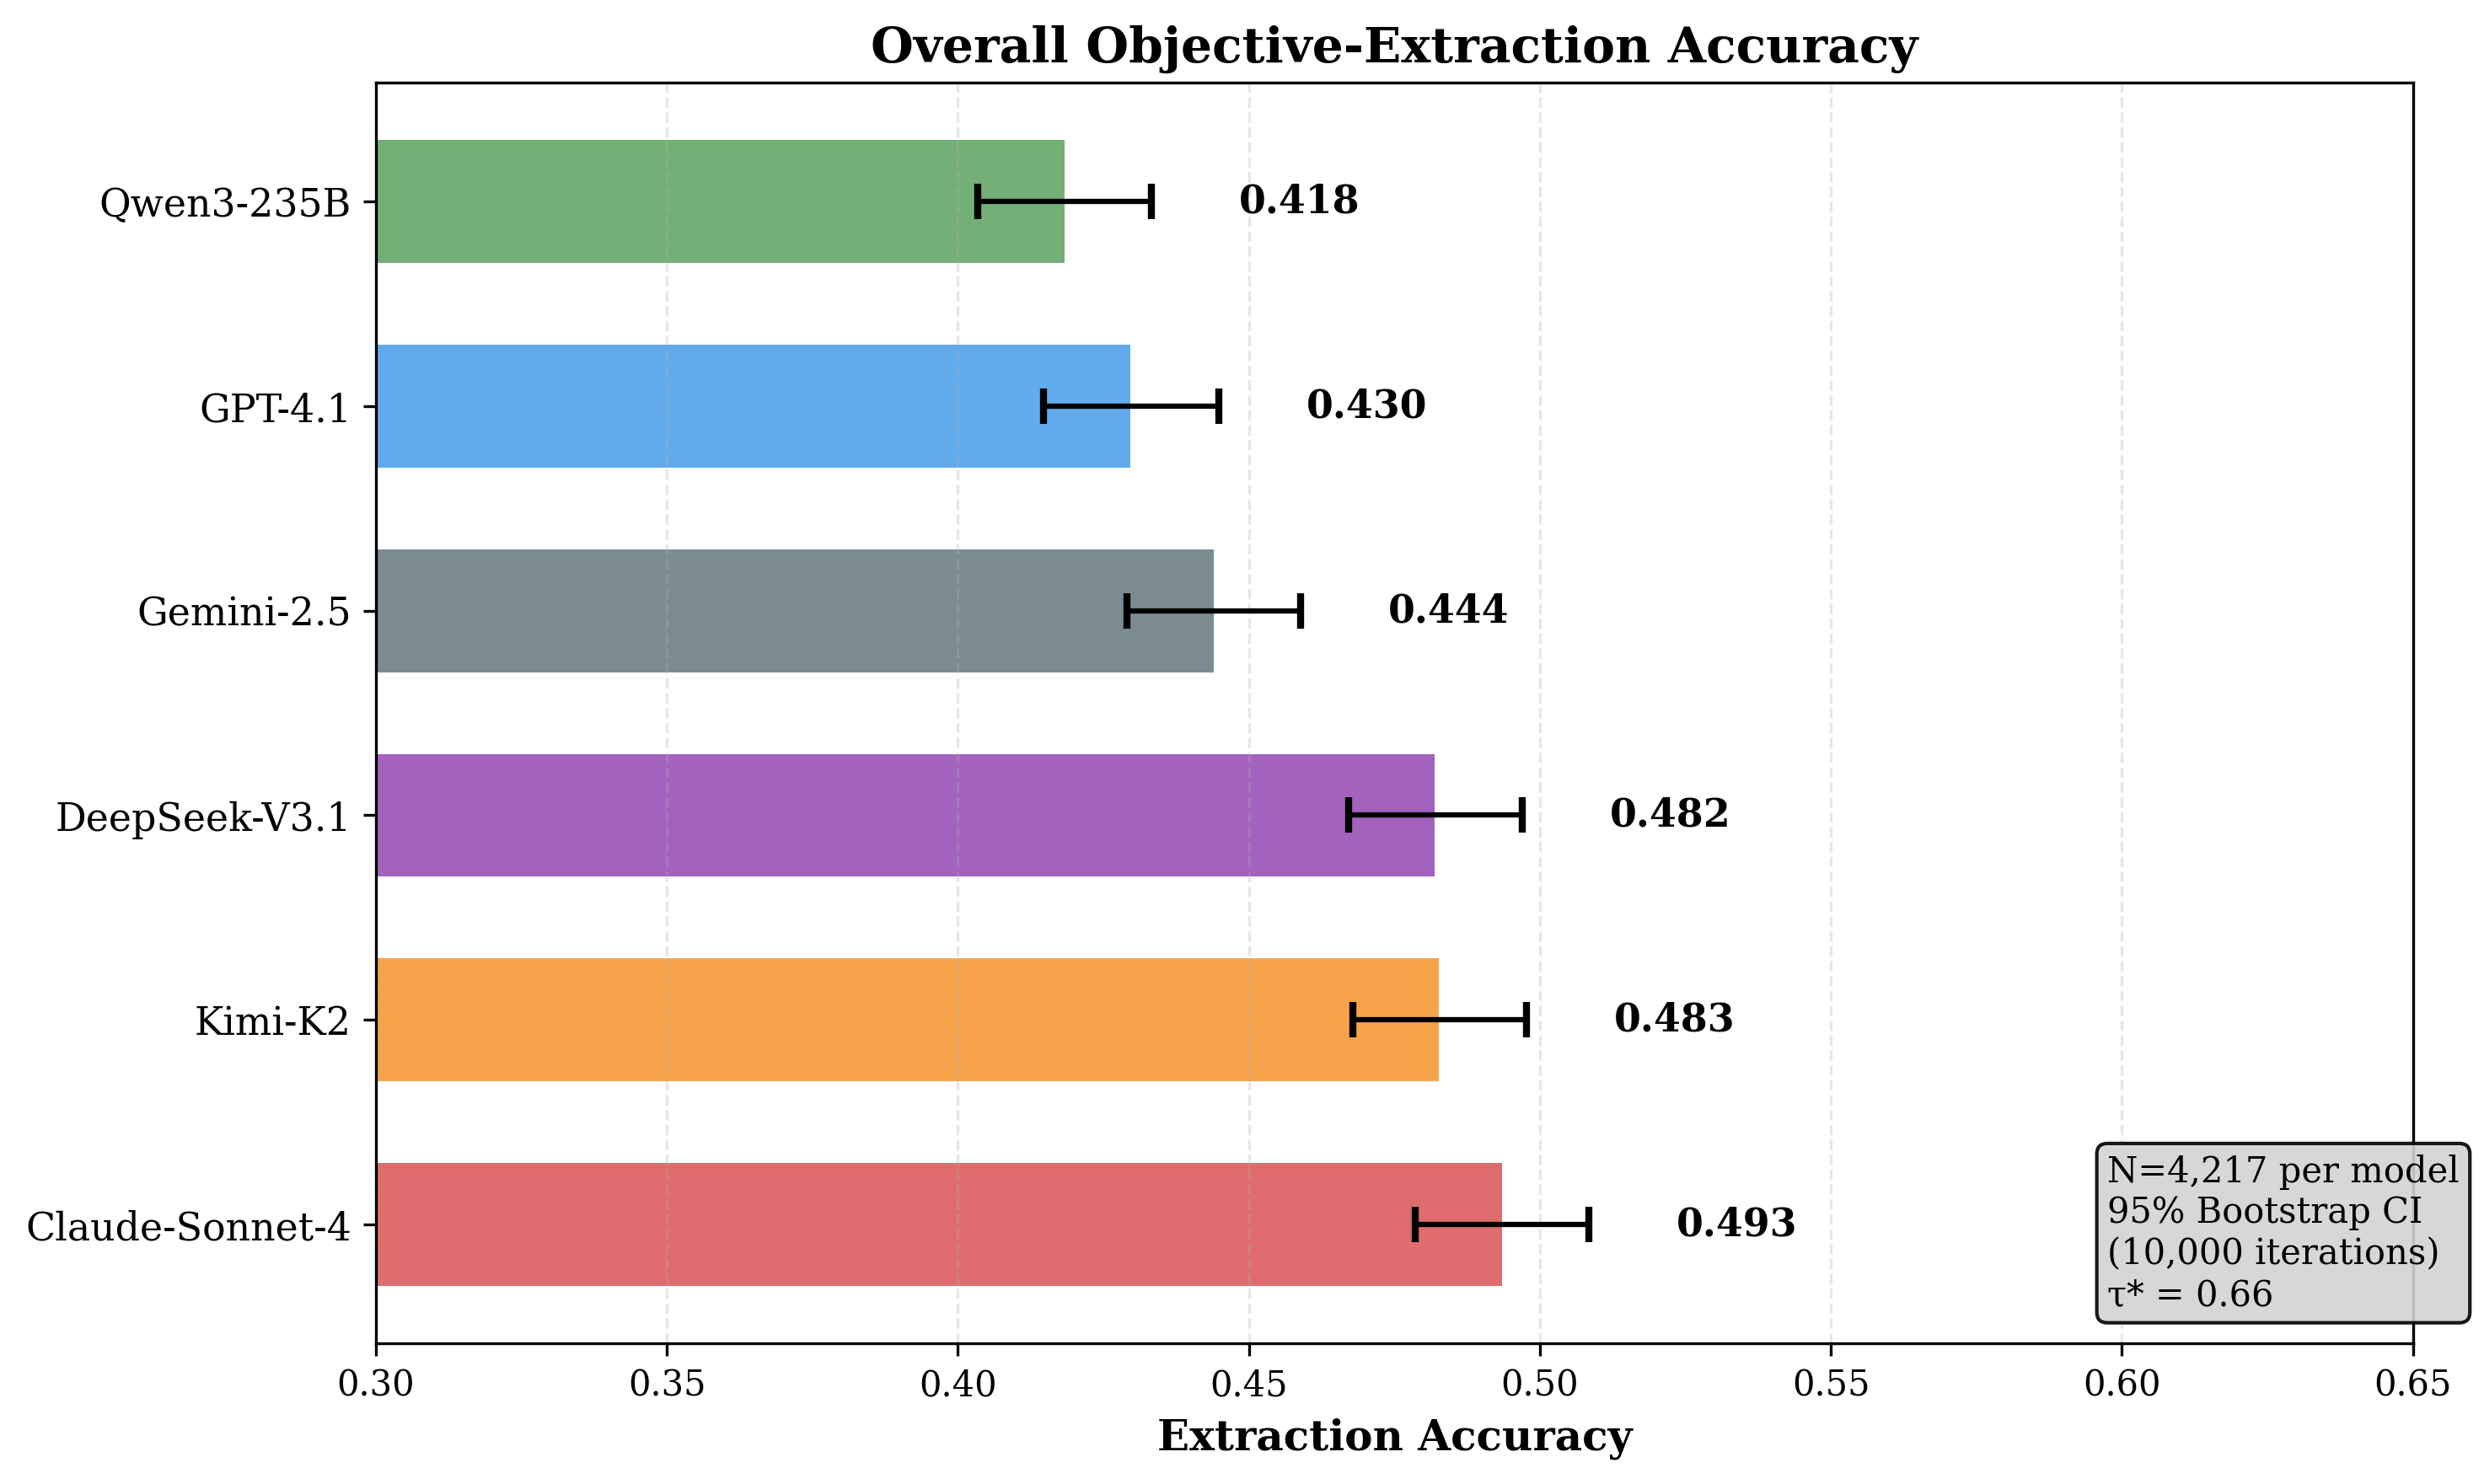 Overall Objective-Extraction Accuracy
Qwen3-235B
0.418
GPT-4.1
0.430
Gemini-2.5
0.444
DeepSeek-V3.1
0.482
Kimi-K2
0.483
Claude-Sonnet-4
0.493
N=4,217 per model
95% Bootstrap CI
(10,000 iterations)
τ* = 0.66
0.30 0.35 0.40 0.45 0.50 0.55 0.60 0.65
Extraction Accuracy